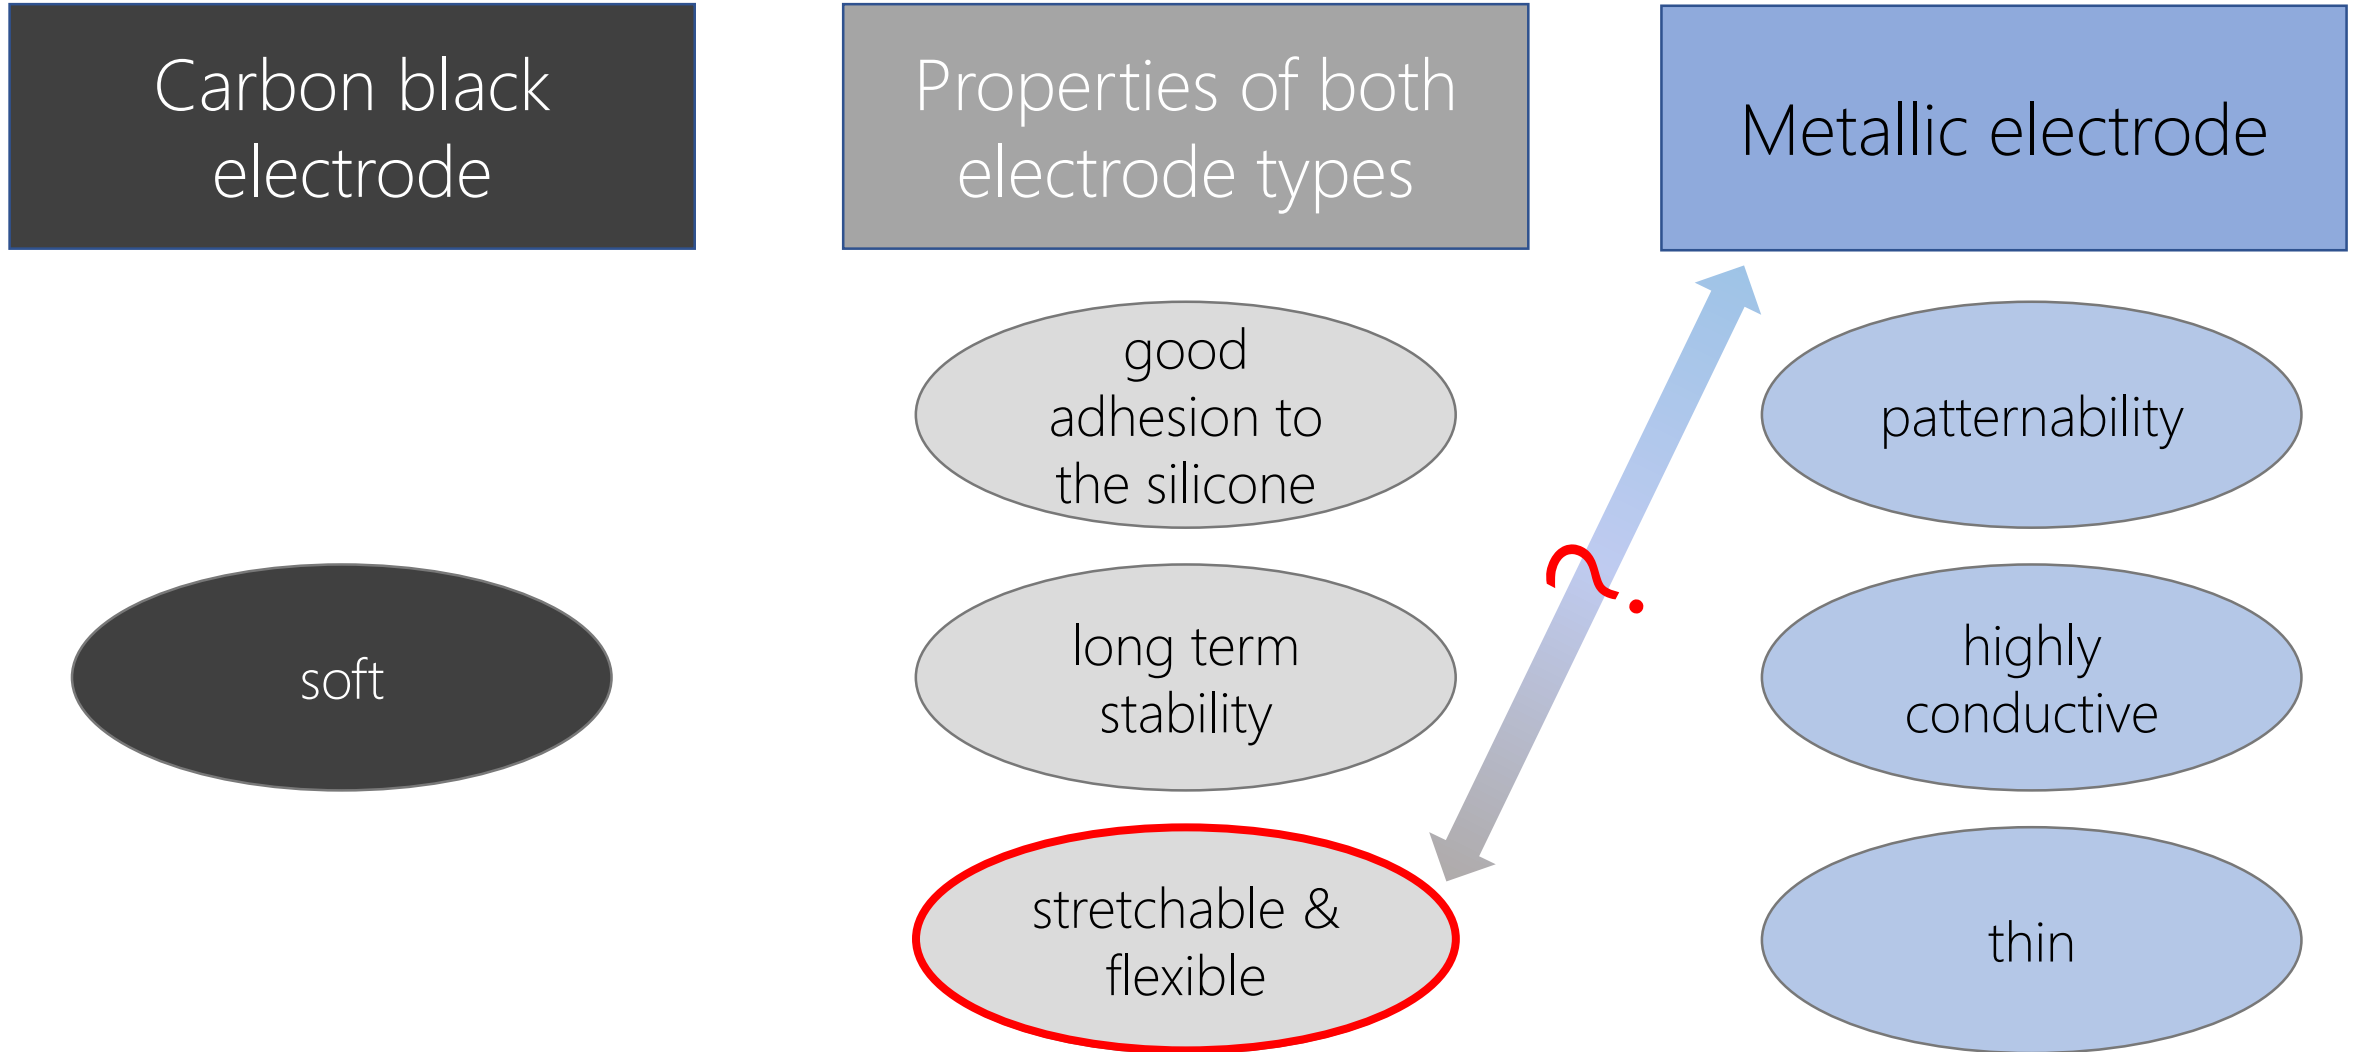 Carbon black
electrode
Properties of both
electrode types
Metallic electrode
good
adhesion to
the silicone
patternability
?
soft
long term
stability
highly
conductive
stretchable &
flexible
thin